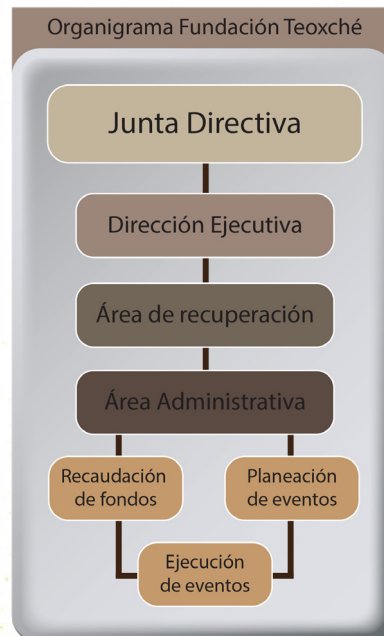 Organigrama Fundación Teoxché
Junta Directiva
Dirección Ejecutiva
Área de recuperación
Área Administrativa
Recaudación
de fondos
Planeación
de eventos
Ejecución
de eventos